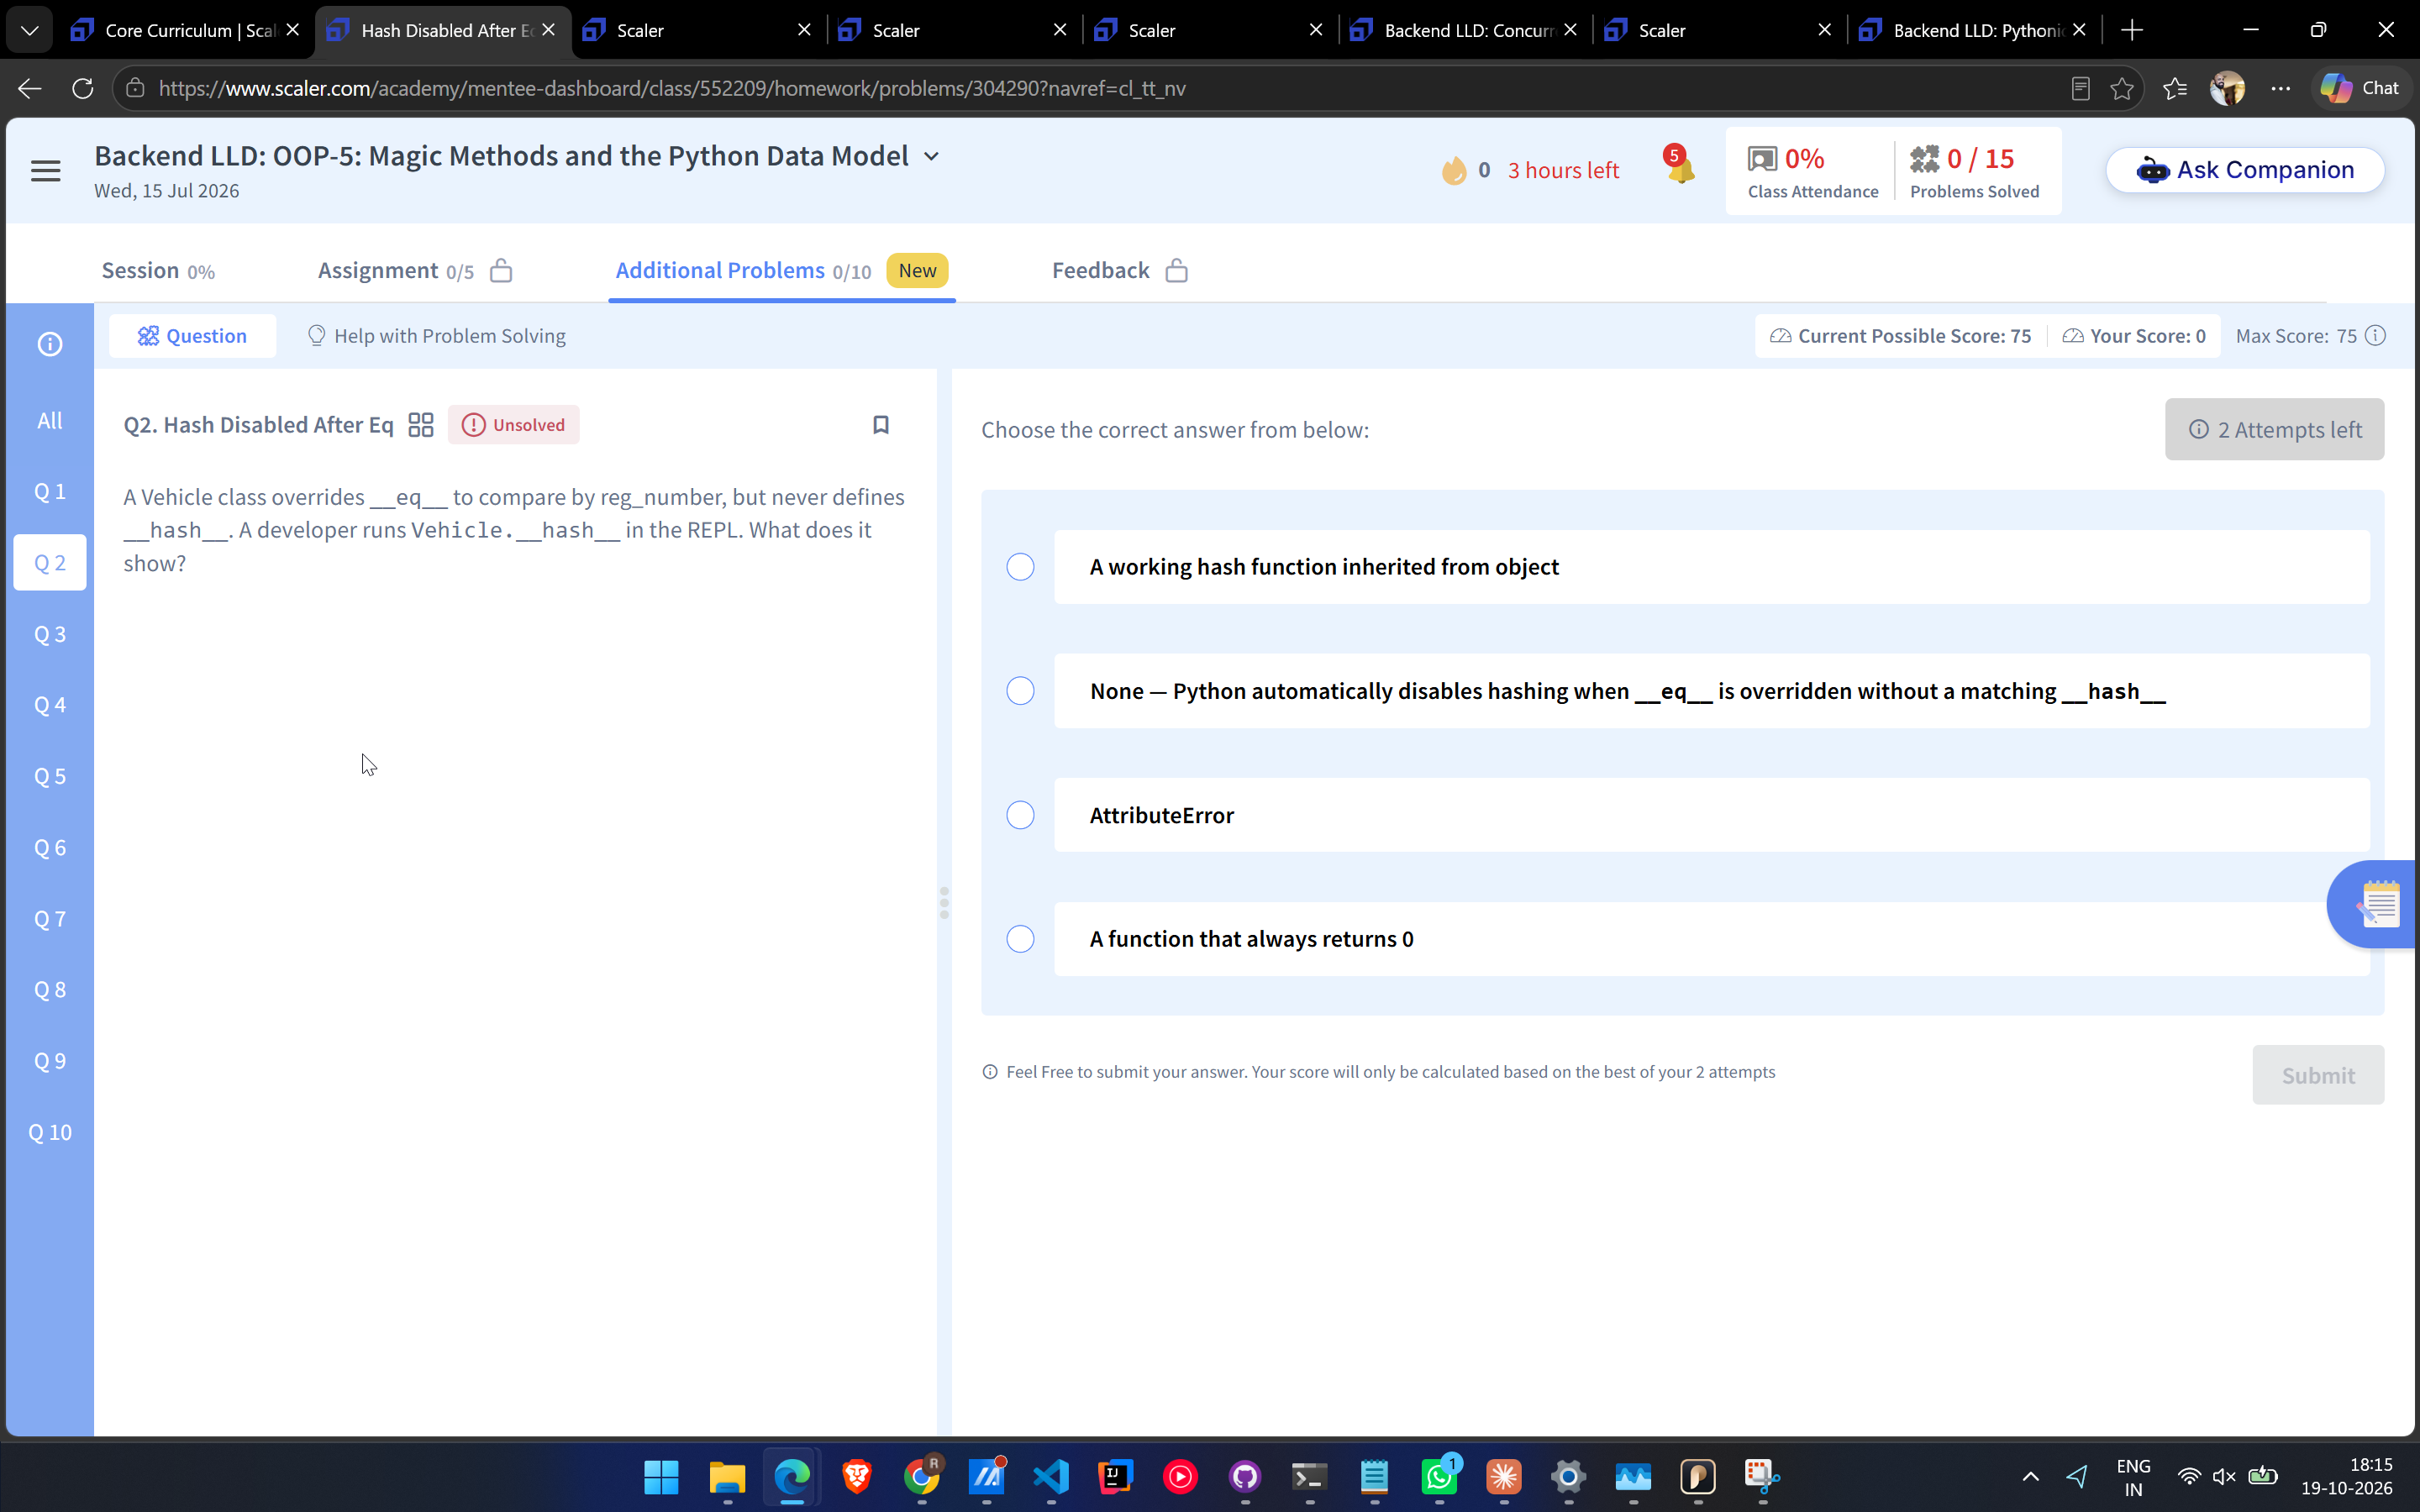 Core Curriculum | Scal
Hash Disabled After Ec
Scaler
Scaler
Scaler
Backend LLD: Concurr
Scaler
Backend LLD: Pythonic
https://www.scaler.com/academy/mentee-dashboard/class/552209/homework/problems/304290?navref=cl_tt_nv
Chat
Backend LLD: OOP-5: Magic Methods and the Python Data Model
Wed, 15 Jul 2026
0 3 hours left
5
0%
Class Attendance
0 / 15
Problems Solved
Ask Companion
Session 0%
Assignment 0/5
Additional Problems 0/10 New
Feedback
Question
Help with Problem Solving
Current Possible Score: 75
Your Score: 0
Max Score: 75
All
Q 1
Q 2
Q 3
Q 4
Q 5
Q 6
Q 7
Q 8
Q 9
Q 10
Q2. Hash Disabled After Eq
Unsolved
A Vehicle class overrides __eq__ to compare by reg_number, but never defines
__hash__. A developer runs Vehicle.__hash__ in the REPL. What does it
show?
Choose the correct answer from below:
2 Attempts left
A working hash function inherited from object
None — Python automatically disables hashing when __eq__ is overridden without a matching __hash__
AttributeError
A function that always returns 0
Feel Free to submit your answer. Your score will only be calculated based on the best of your 2 attempts
Submit
R
IJ
1
ENG
IN
18:15
19-10-2026